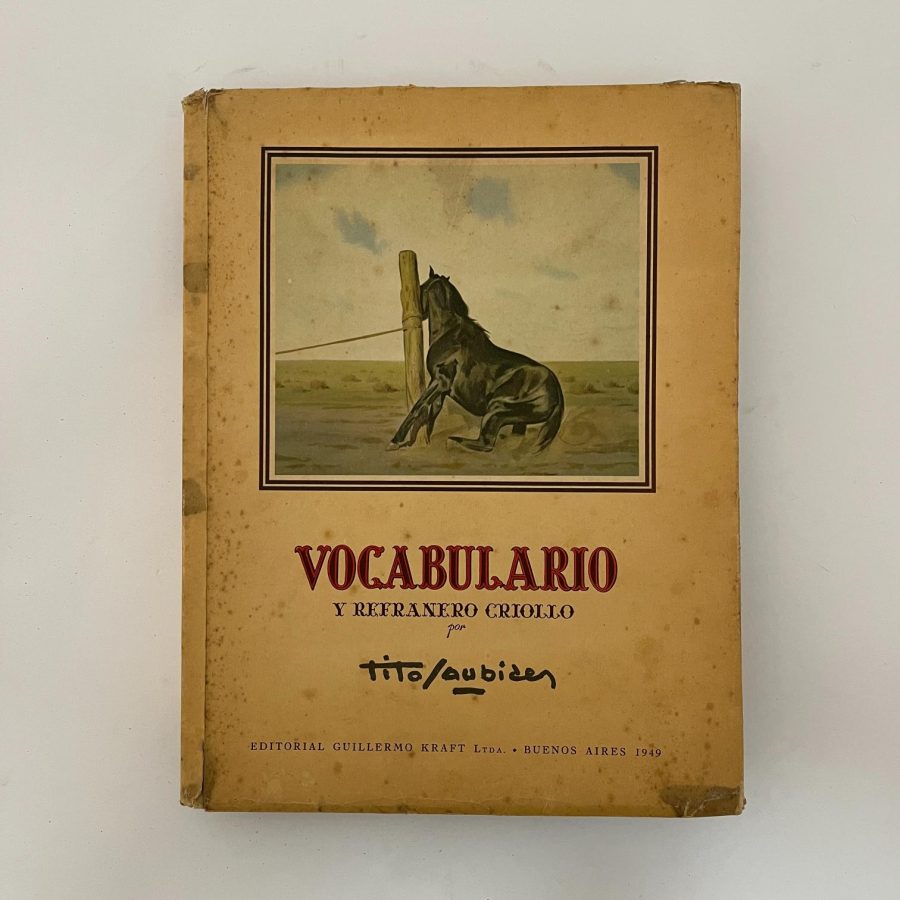 VOCABULARIO
Y REFRANERO CRIOLLO
por
Tito Saubidet
EDITORIAL GUILLERMO KRAFT LTDA. • BUENOS AIRES 1949